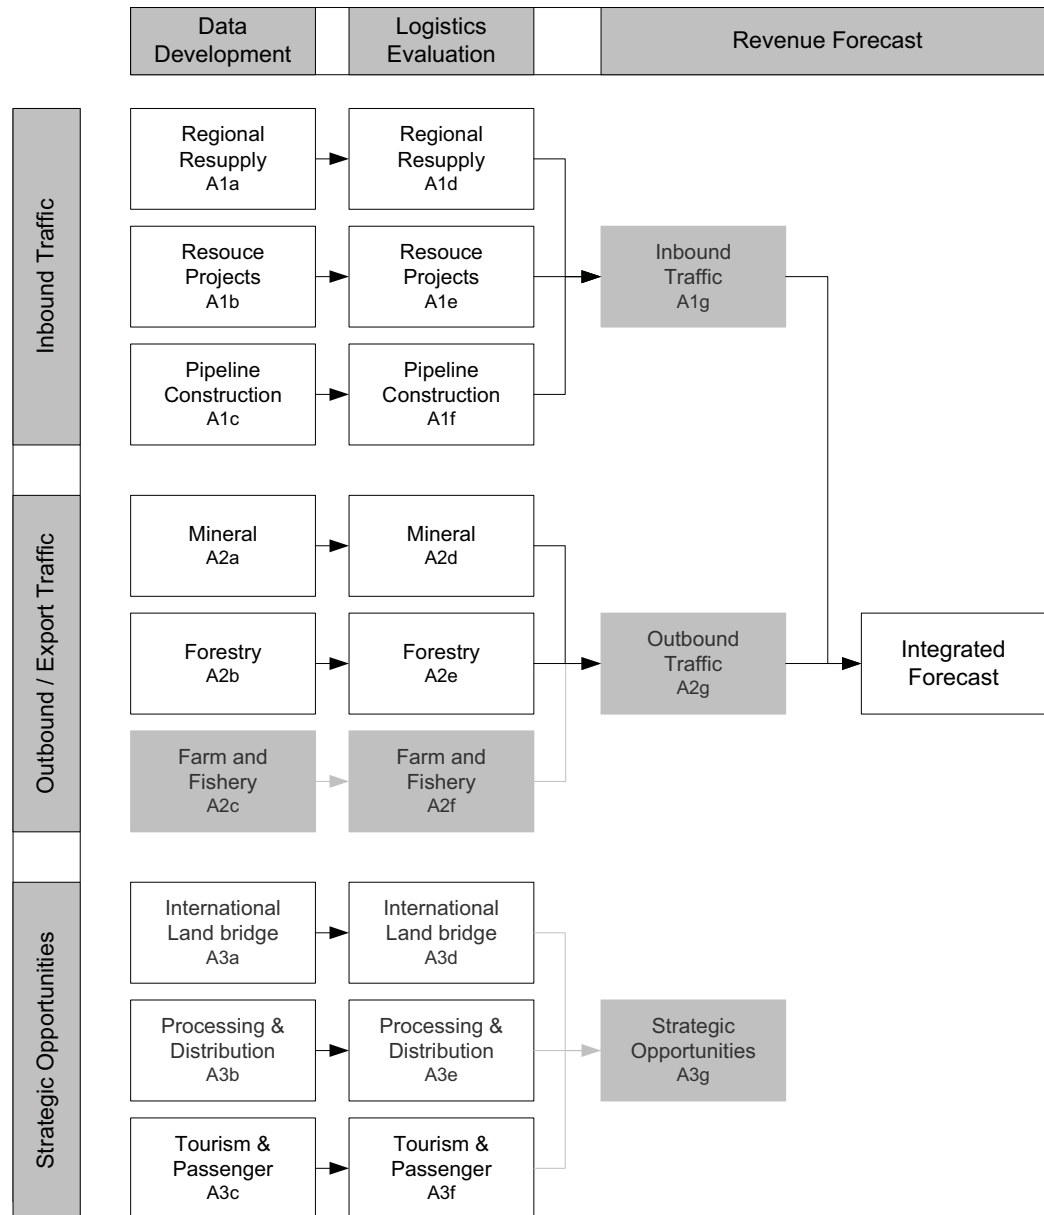 Data
Development
Logistics
Evaluation
Revenue Forecast
Inbound Traffic
Regional
Resupply
A1a
Regional
Resupply
A1d
Resouce
Projects
A1b
Resouce
Projects
A1e
Inbound
Traffic
A1g
Pipeline
Construction
A1c
Pipeline
Construction
A1f
Outbound / Export Traffic
Mineral
A2a
Mineral
A2d
Forestry
A2b
Forestry
A2e
Outbound
Traffic
A2g
Integrated
Forecast
Farm and
Fishery
A2c
Farm and
Fishery
A2f
Strategic Opportunities
International
Land bridge
A3a
International
Land bridge
A3d
Processing &
Distribution
A3b
Processing &
Distribution
A3e
Strategic
Opportunities
A3g
Tourism &
Passenger
A3c
Tourism &
Passenger
A3f